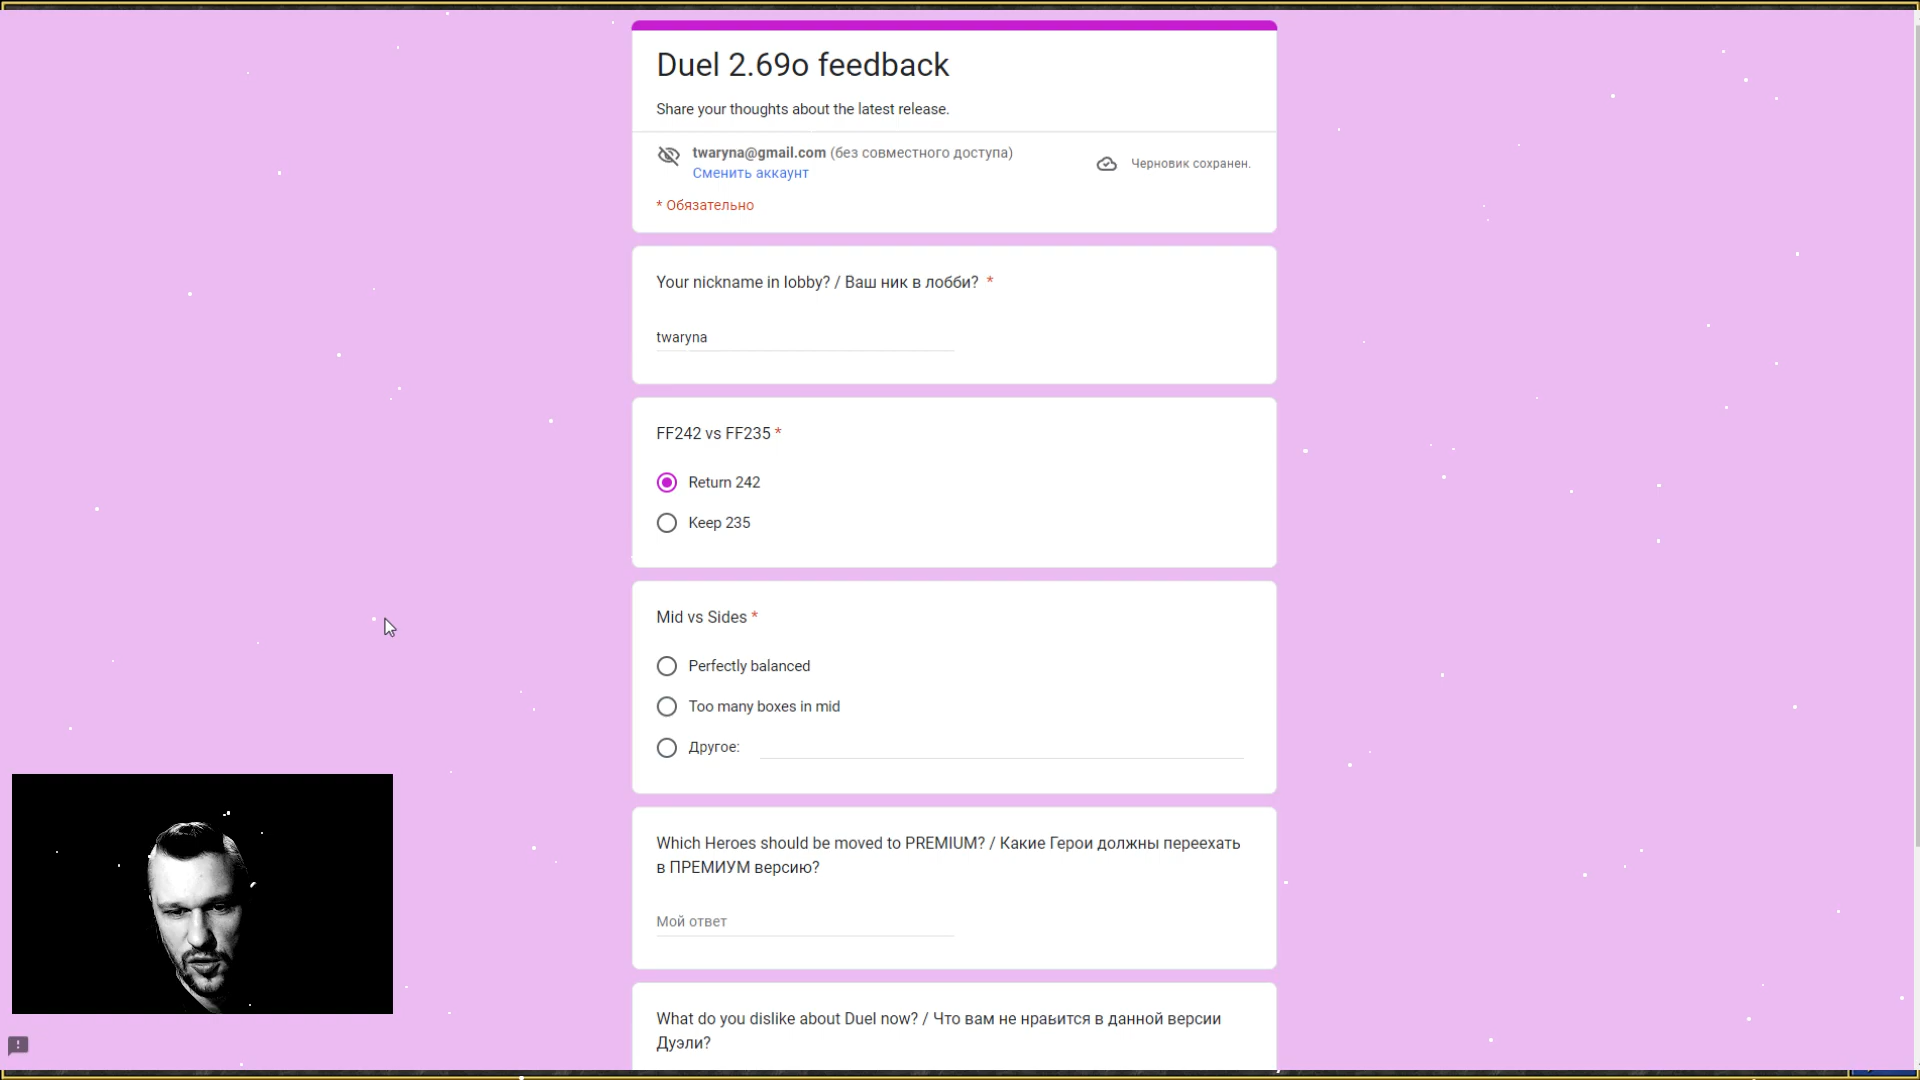 Duel 2.69o feedback
Share your thoughts about the latest release.
twaryna@gmail.com (без совместного доступа)
Сменить аккаунт
Черновик сохранен.
* Обязательно
Your nickname in lobby? / Ваш ник в лобби? *
twaryna
FF242 vs FF235 *
Return 242
Keep 235
Mid vs Sides *
Perfectly balanced
Too many boxes in mid
Другое:
Which Heroes should be moved to PREMIUM? / Какие Герои должны переехать
в ПРЕМИУМ версию?
Мой ответ
What do you dislike about Duel now? / Что вам не нравится в данной версии
Дуэли?